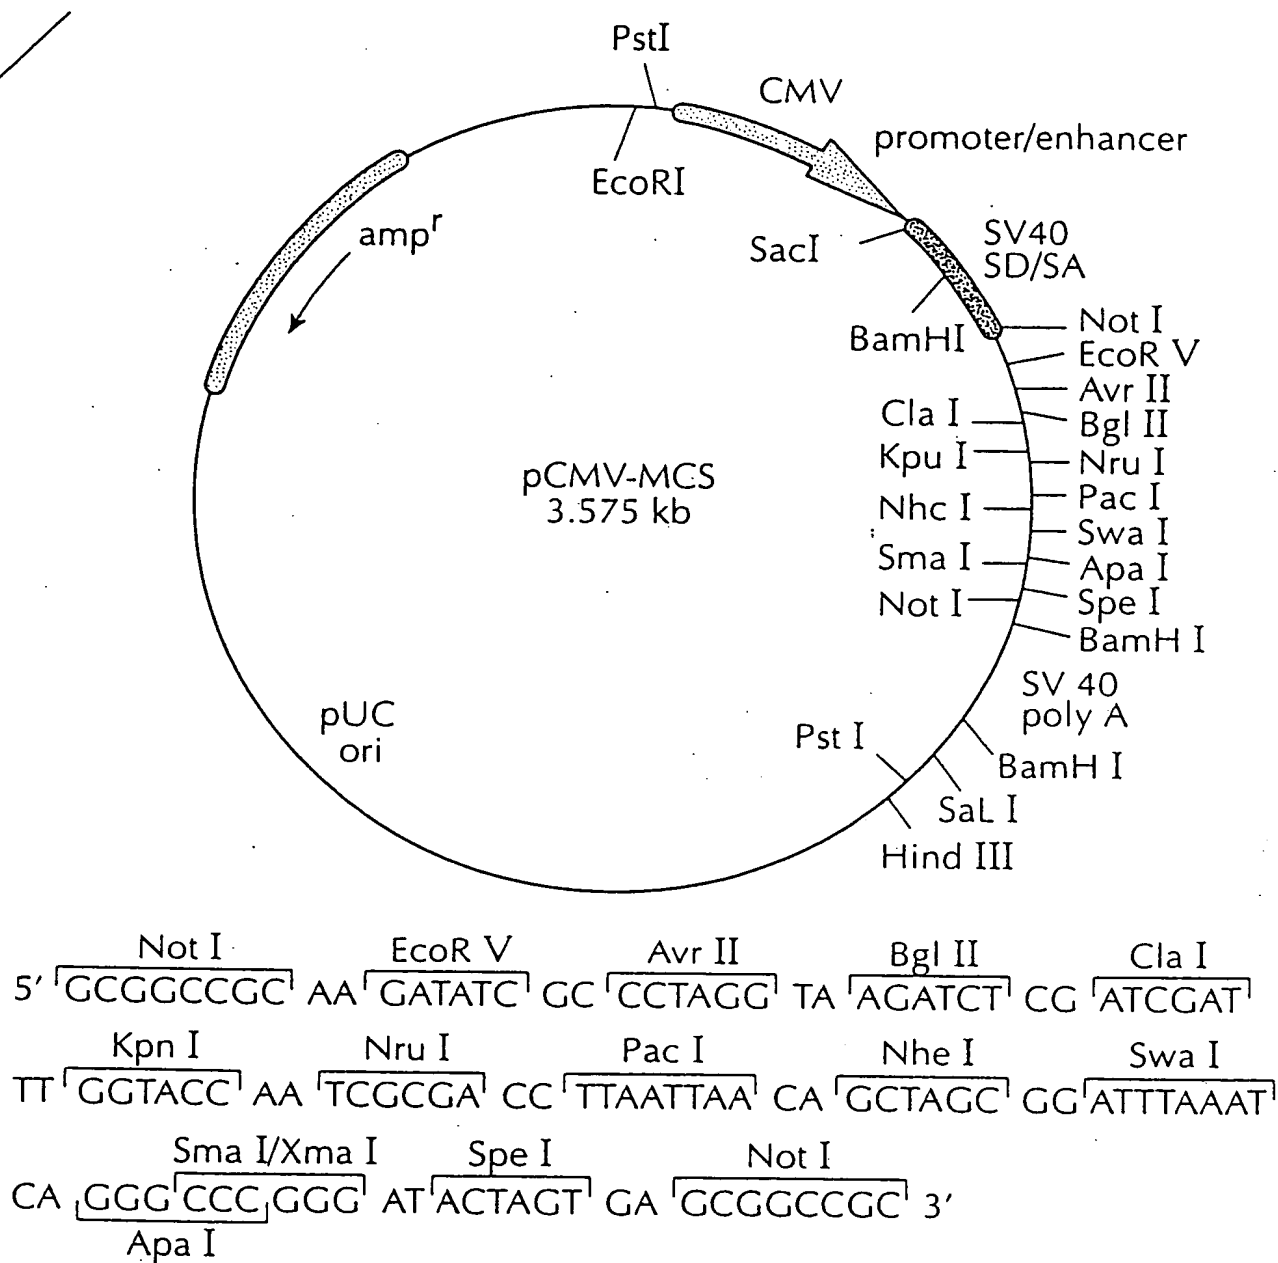 PstI
CMV
promoter/enhancer
EcoRI
amp^r
SacI
SV40
SD/SA
BamHI
Not I
EcoR V
Avr II
Cla I
Bgl II
Kpu I
Nru I
pCMV-MCS
3.575 kb
Pac I
Nhc I
Swa I
Sma I
Apa I
Not I
Spe I
BamH I
SV 40
poly A
pUC
ori
Pst I
BamH I
SaL I
Hind III
Not I EcoR V Avr II Bgl II Cla I
5' GCGGCCGC AA GATATC GC CCTAGG TA AGATCT CG ATCGAT
Kpn I Nru I Pac I Nhe I Swa I
TT GGTACC AA TCGCGA CC TTAATTAA CA GCTAGC GG ATTTAAAT
Sma I/Xma I Spe I Not I
CA GGG CCC GGG AT ACTAGT GA GCGGCCGC 3'
Apa I